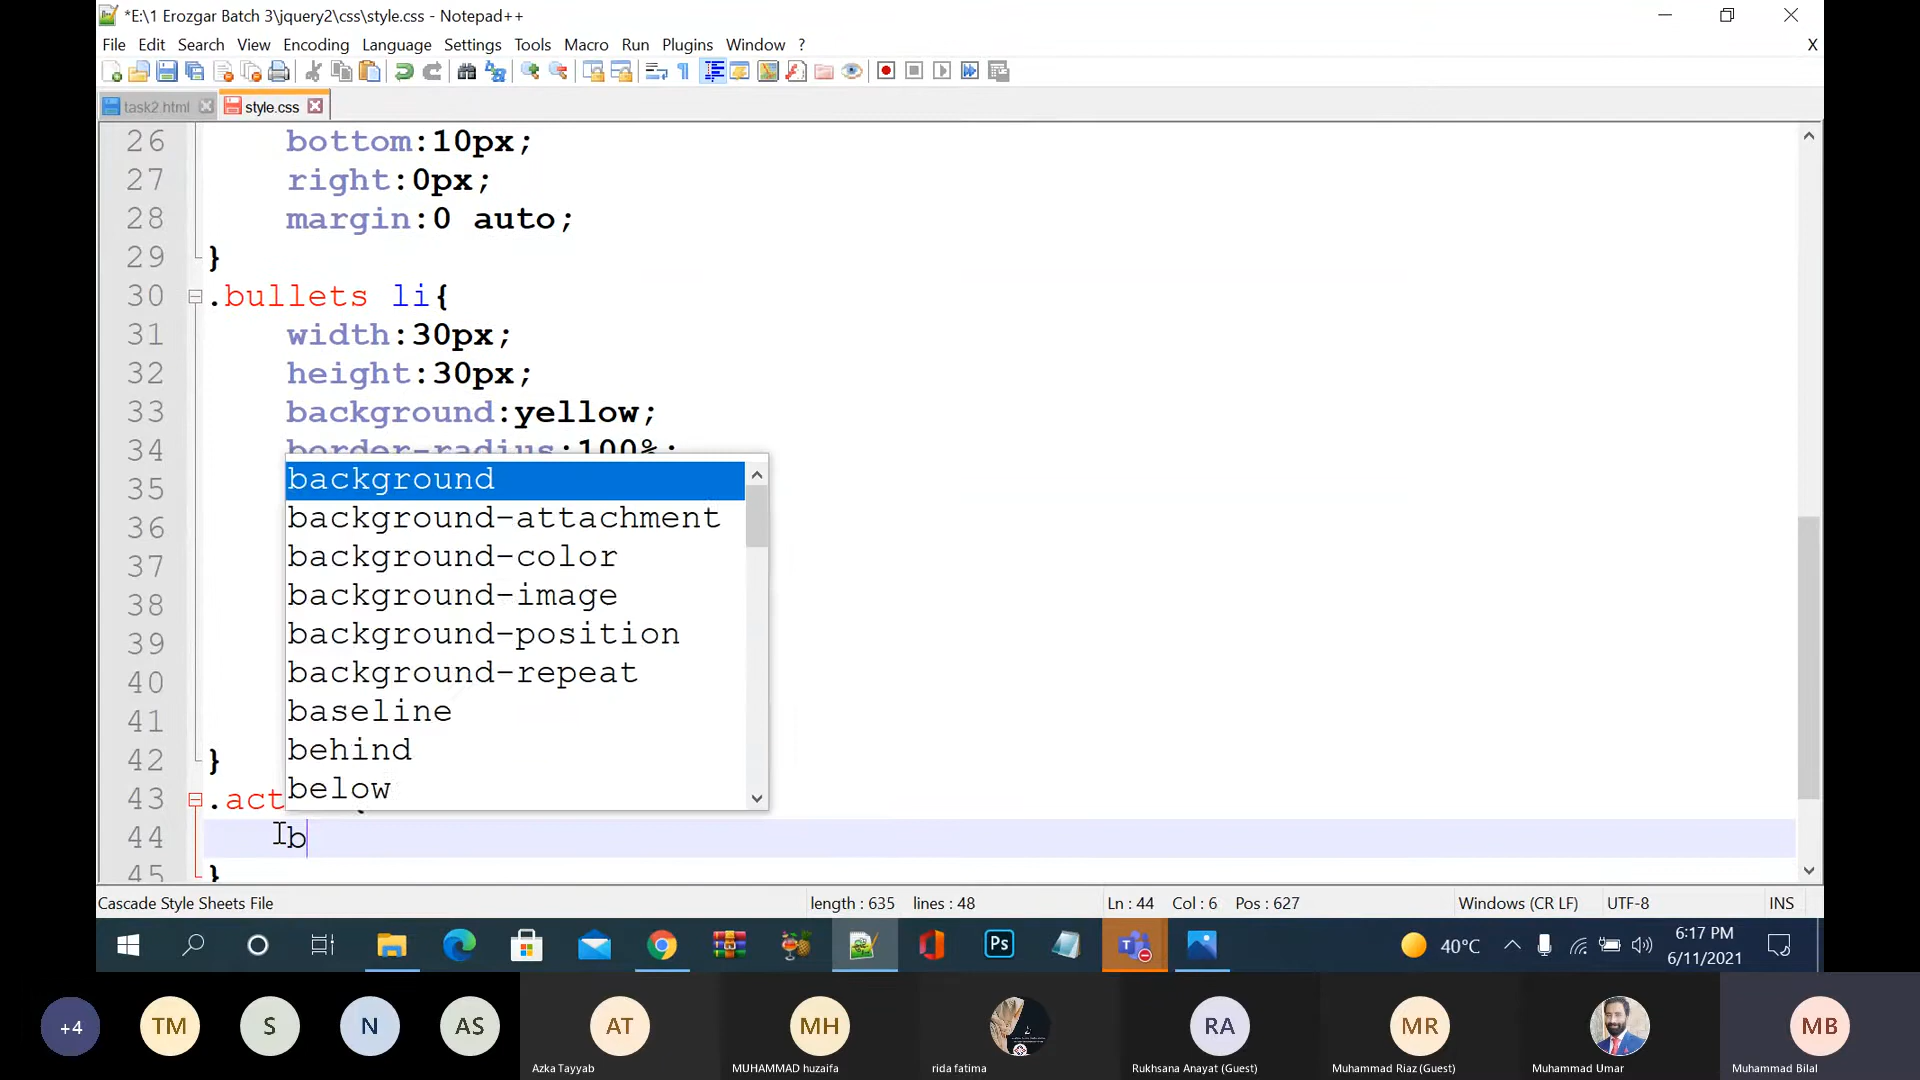 *E:\1 Erozgar Batch 3\jquery2\css\style.css - Notepad++
File Edit Search View Encoding Language Settings Tools Macro Run Plugins Window ? X
task2.html style.css
26 bottom:10px;
27 right:0px;
28 margin:0 auto;
29 }
30 .bullets li{
31 width:30px;
32 height:30px;
33 background:yellow;
34 border-radius:100%;
35
36
37
38
39
40
41
42 }
43 .act {
44 b
45 }
background
background-attachment
background-color
background-image
background-position
background-repeat
baseline
behind
below
Cascade Style Sheets File length : 635 lines : 48 Ln : 44 Col : 6 Pos : 627 Windows (CR LF) UTF-8 INS
Ps 40°C 6:17 PM
6/11/2021
+4 TM S N AS AT MH RA MR MB
Azka Tayyab MUHAMMAD huzaifa rida fatima Rukhsana Anayat (Guest) Muhammad Riaz (Guest) Muhammad Umar Muhammad Bilal